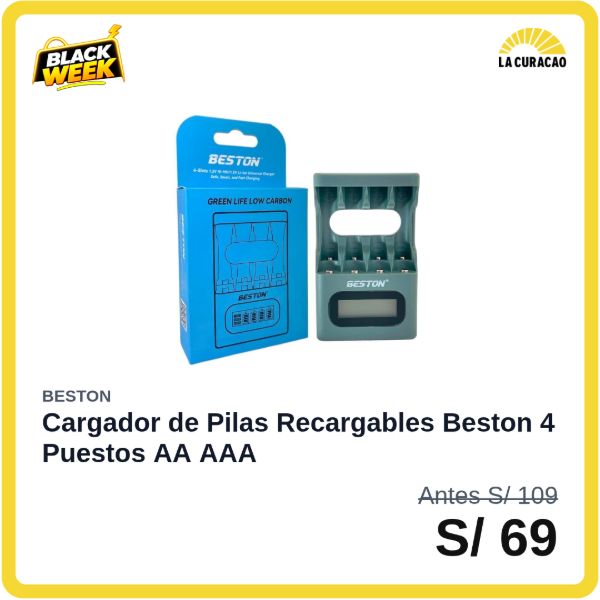 BLACK
WEEK
LA CURACAO
BESTON®
GREEN LIFE LOW CARBON
BESTON
BESTON
BESTON®
BESTON
Cargador de Pilas Recargables Beston 4
Puestos AA AAA
Antes S/ 109
S/ 69